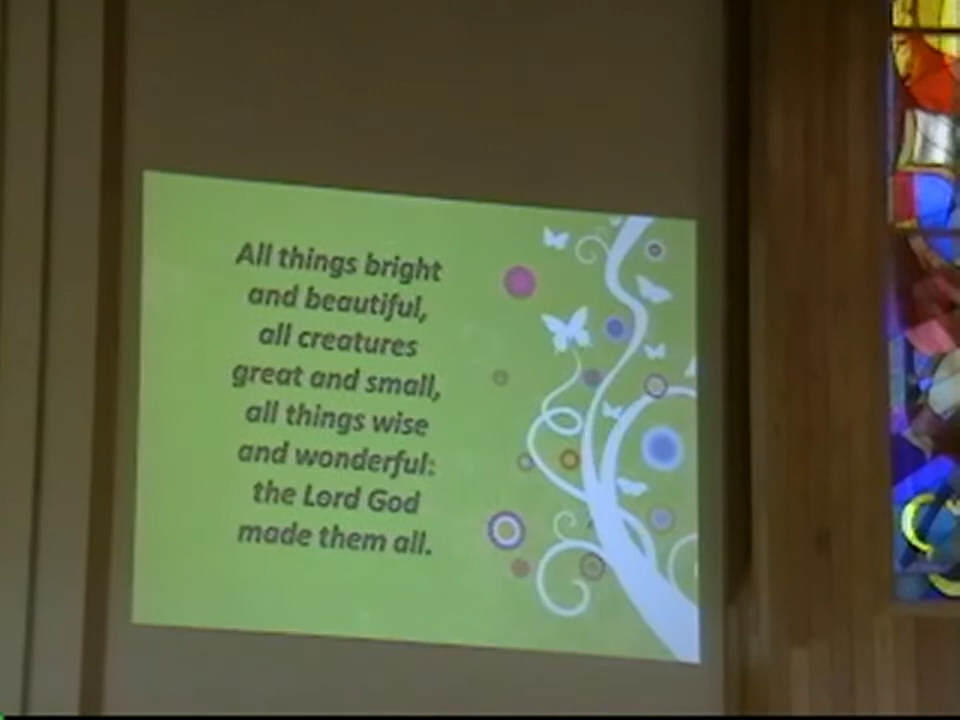 All things bright
and beautiful,
all creatures
great and small,
all things wise
and wonderful:
the Lord God
made them all.